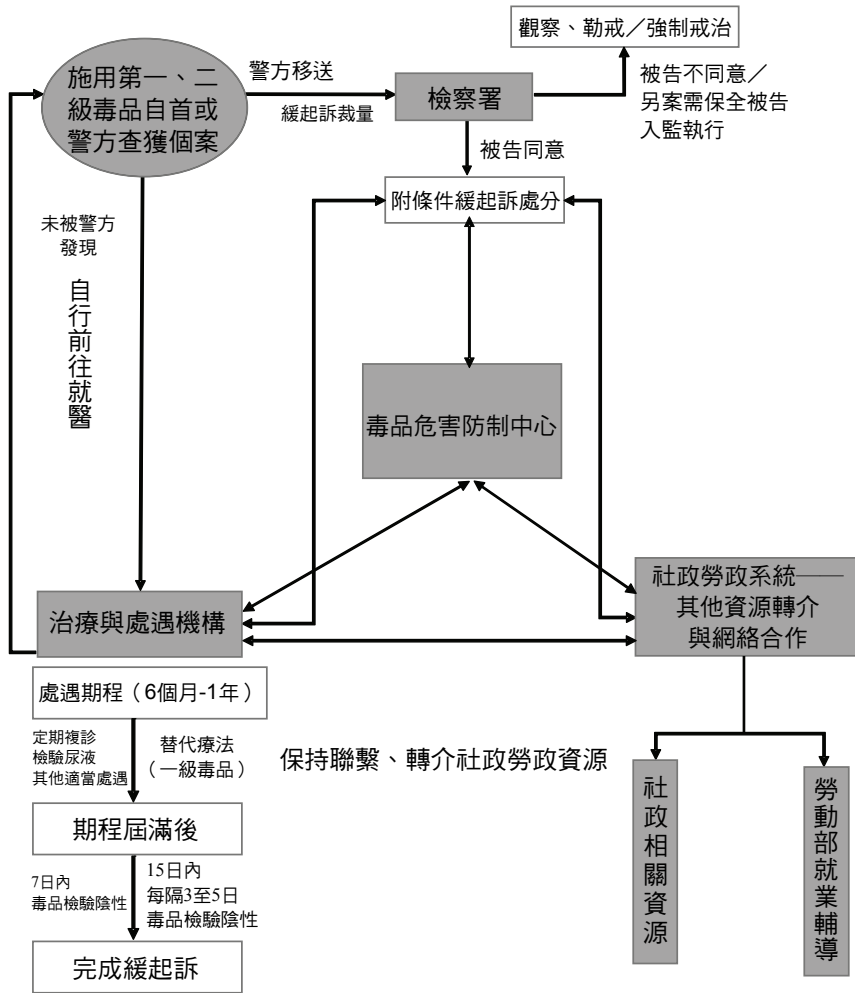 觀察、勒戒／強制戒治
施用第一、二
級毒品自首或
警方查獲個案
警方移送
緩起訴裁量
檢察署
被告不同意／
另案需保全被告
入監執行
被告同意
附條件緩起訴處分
未被警方
發現
自行前往就醫
毒品危害防制中心
治療與處遇機構
社政勞政系統——
其他資源轉介
與網絡合作
處遇期程（6個月-1年）
定期複診
檢驗尿液
其他適當處遇
替代療法
（一級毒品）
保持聯繫、轉介社政勞政資源
期程屆滿後
7日內
毒品檢驗陰性
15日內
每隔3至5日
毒品檢驗陰性
完成緩起訴
社政相關資源
勞動部就業輔導